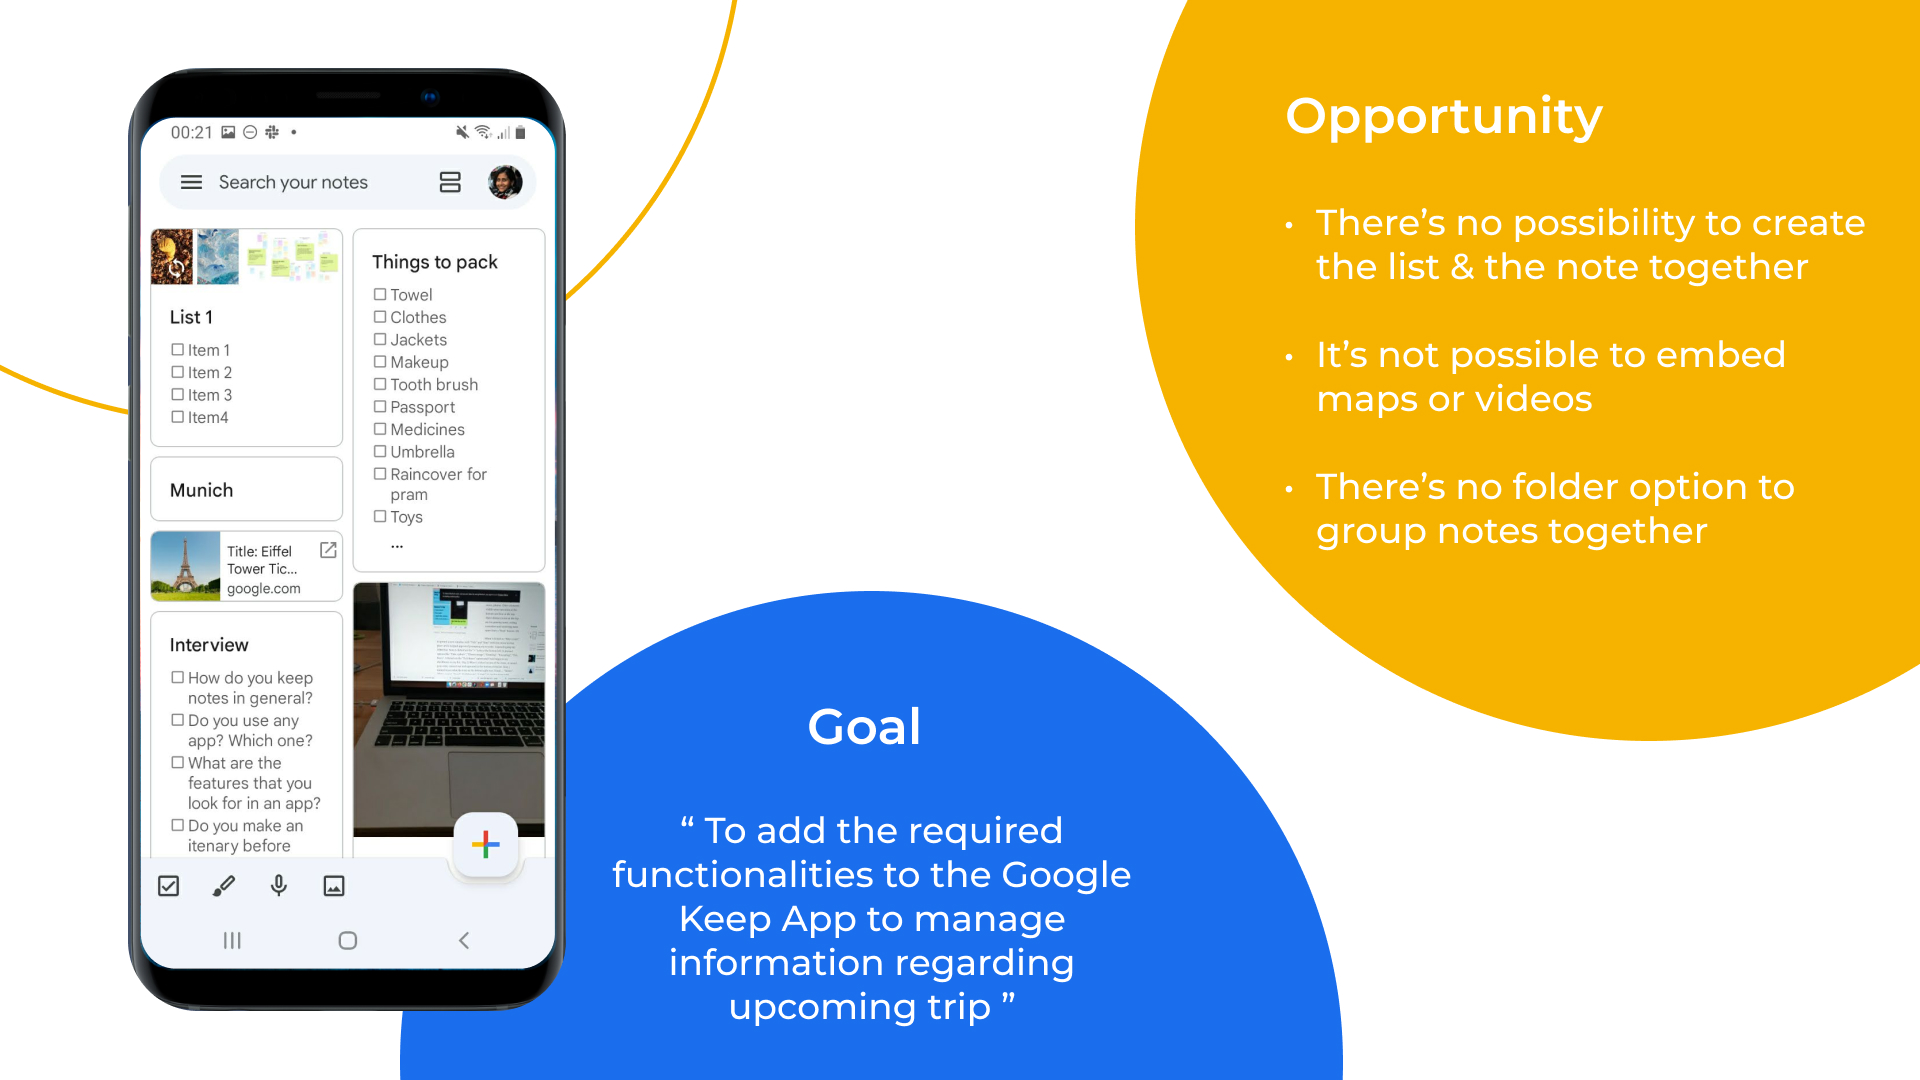 00:21
Search your notes
List 1
Item 1
Item 2
Item 3
Item4
Munich
Title: Eiffel
Tower Tic...
google.com
Interview
How do you keep
notes in general?
Do you use any
app? Which one?
What are the
features that you
look for in an app?
Do you make an
itenary before
Things to pack
Towel
Clothes
Jackets
Makeup
Tooth brush
Passport
Medicines
Umbrella
Raincover for
pram
Toys
...
Goal
“ To add the required
functionalities to the Google
Keep App to manage
information regarding
upcoming trip ”
Opportunity
• There’s no possibility to create
the list & the note together
• It’s not possible to embed
maps or videos
• There’s no folder option to
group notes together